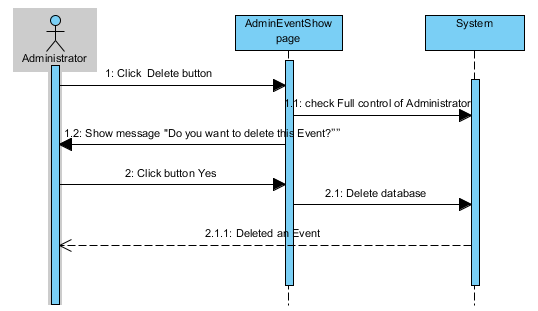 AdminEventShow
page
System
Administrator
1: Click Delete button
1.1: check Full control of Administrator
1.2: Show message "Do you want to delete this Event?""
2: Click button Yes
2.1: Delete database
2.1.1: Deleted an Event